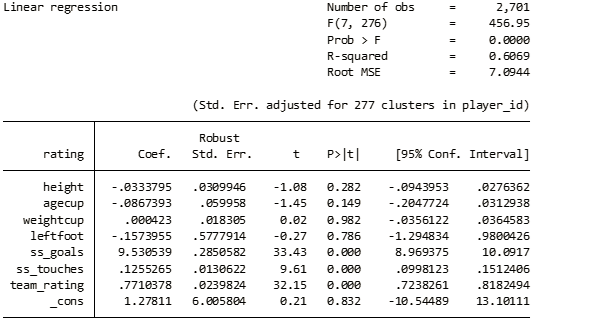 Linear regression Number of obs = 2,701
F(7, 276) = 456.95
Prob > F = 0.0000
R-squared = 0.6069
Root MSE = 7.0944
(Std. Err. adjusted for 277 clusters in player_id)
Robust
rating Coef. Std. Err. t P>|t| [95% Conf. Interval]
height -.0333795 .0309946 -1.08 0.282 -.0943953 .0276362
agecup -.0867393 .059958 -1.45 0.149 -.2047724 .0312938
weightcup .000423 .018305 0.02 0.982 -.0356122 .0364583
leftfoot -.1573955 .5777914 -0.27 0.786 -1.294834 .9800426
ss_goals 9.530539 .2850582 33.43 0.000 8.969375 10.0917
ss_touches .1255265 .0130622 9.61 0.000 .0998123 .1512406
team_rating .7710378 .0239824 32.15 0.000 .7238261 .8182494
_cons 1.27811 6.005804 0.21 0.832 -10.54489 13.10111